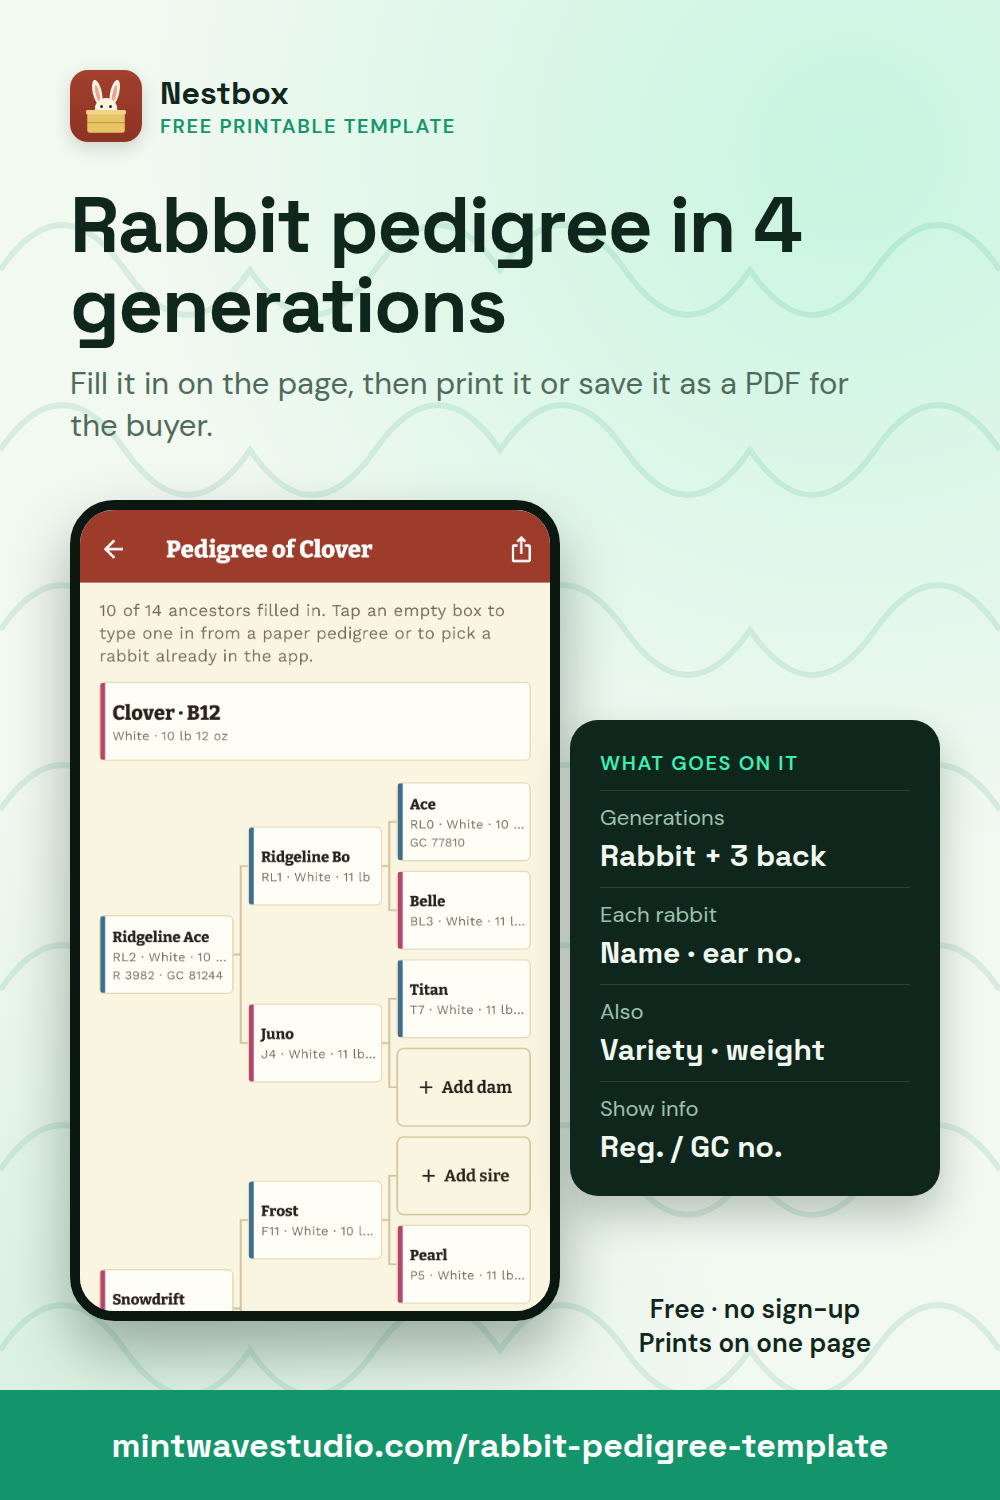 Nestbox
FREE PRINTABLE TEMPLATE
Rabbit pedigree in 4
generations
Fill it in on the page, then print it or save it as a PDF for
the buyer.
Pedigree of Clover
10 of 14 ancestors filled in. Tap an empty box to
type one in from a paper pedigree or to pick a
rabbit already in the app.
Clover · B12
White · 10 lb 12 oz
Ace
RL0 · White · 10 ...
GC 77810
Ridgeline Bo
RL1 · White · 11 lb
Belle
BL3 · White · 11 l...
Ridgeline Ace
RL2 · White · 10 ...
R 3982 · GC 81244
Titan
T7 · White · 11 lb...
Juno
J4 · White · 11 lb...
+ Add dam
+ Add sire
Frost
F11 · White · 10 l...
Pearl
P5 · White · 11 lb...
Snowdrift
WHAT GOES ON IT
Generations
Rabbit + 3 back
Each rabbit
Name · ear no.
Also
Variety · weight
Show info
Reg. / GC no.
Free · no sign-up
Prints on one page
mintwavestudio.com/rabbit-pedigree-template